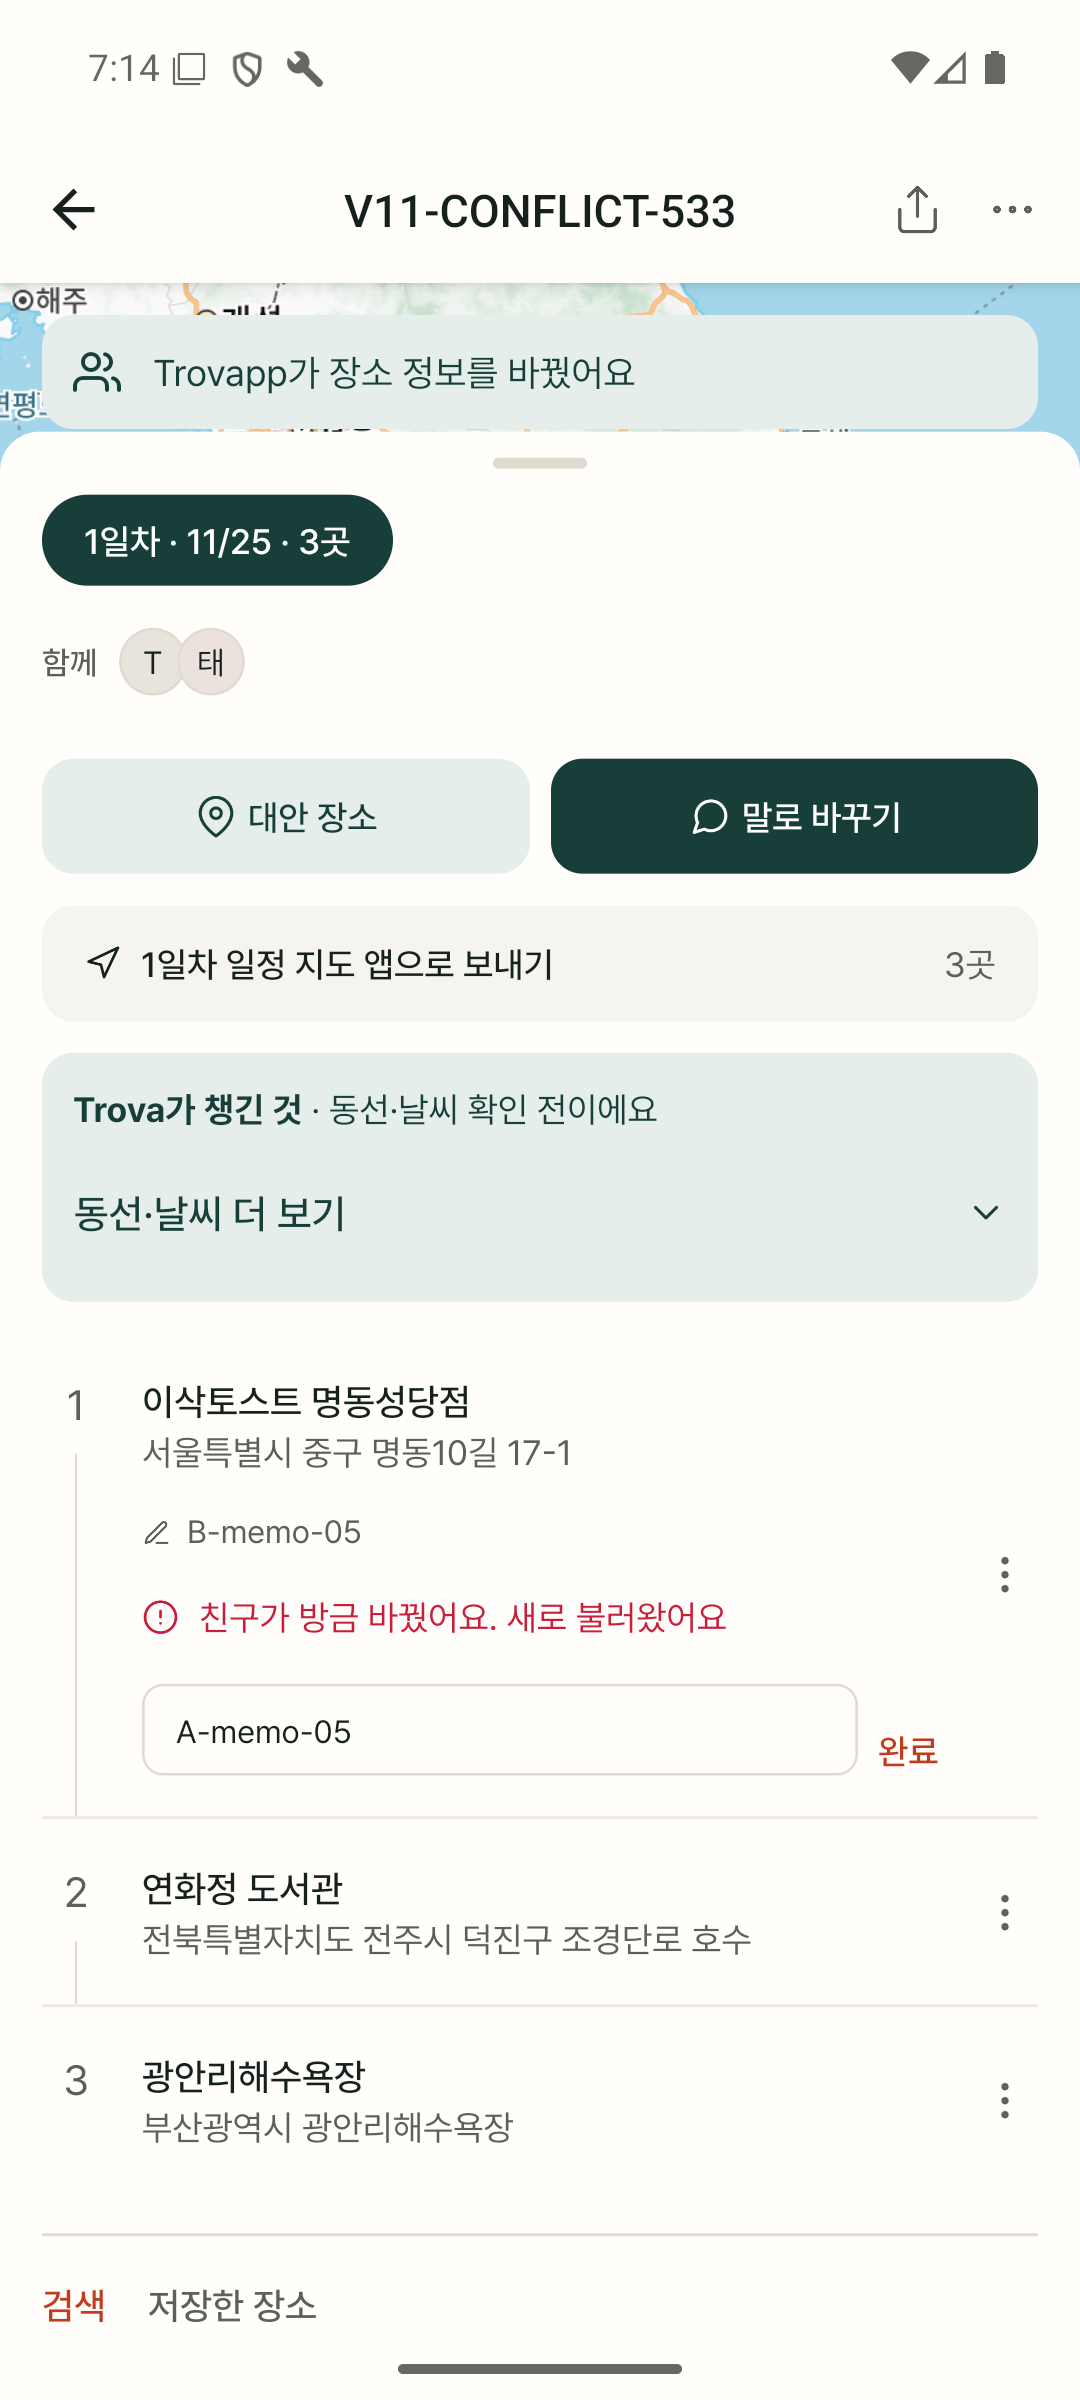 7:14
V11-CONFLICT-533
해주
Trovapp가 장소 정보를 바꿨어요
1일차 · 11/25 · 3곳
함께 T 태
대안 장소
말로 바꾸기
1일차 일정 지도 앱으로 보내기 3곳
Trova가 챙긴 것 · 동선·날씨 확인 전이에요
동선·날씨 더 보기
1 이삭토스트 명동성당점
서울특별시 중구 명동10길 17-1
B-memo-05
친구가 방금 바꿨어요. 새로 불러왔어요
A-memo-05
완료
2 연화정 도서관
전북특별자치도 전주시 덕진구 조경단로 호수
3 광안리해수욕장
부산광역시 광안리해수욕장
검색 저장한 장소